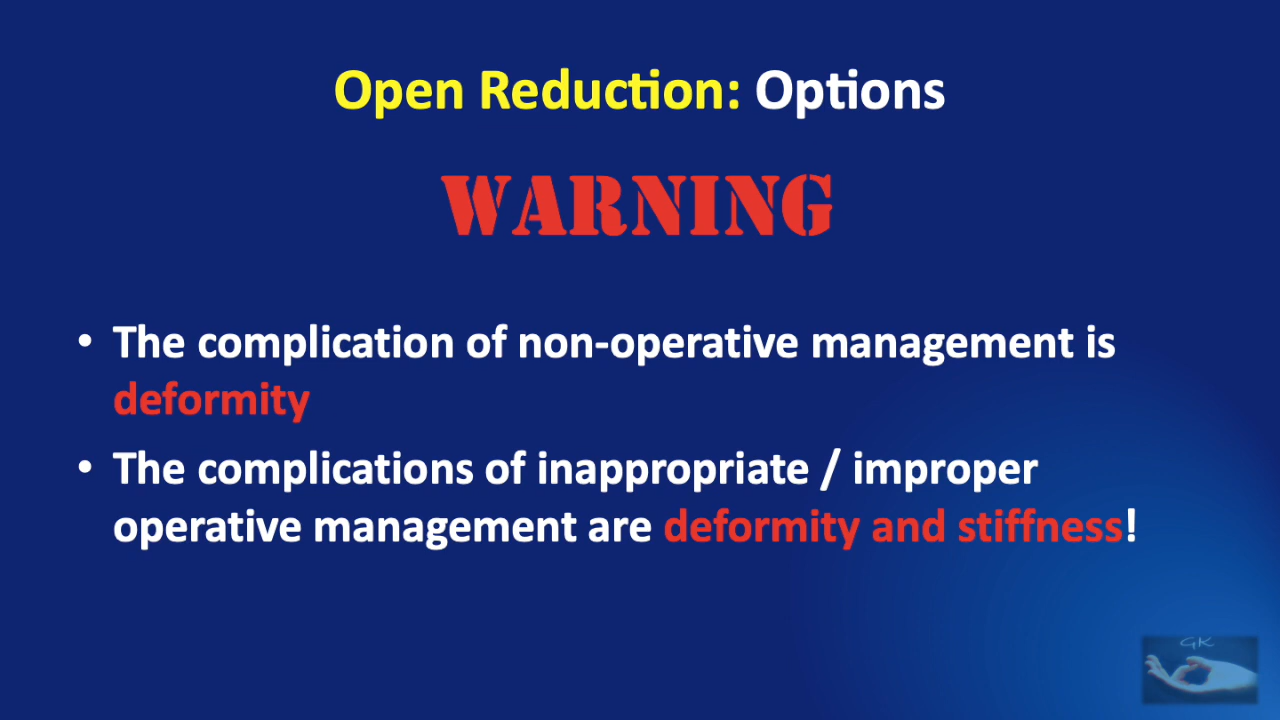 Open Reduction: Options
WARNING
• The complication of non-operative management is
deformity
• The complications of inappropriate / improper
operative management are deformity and stiffness!
GK